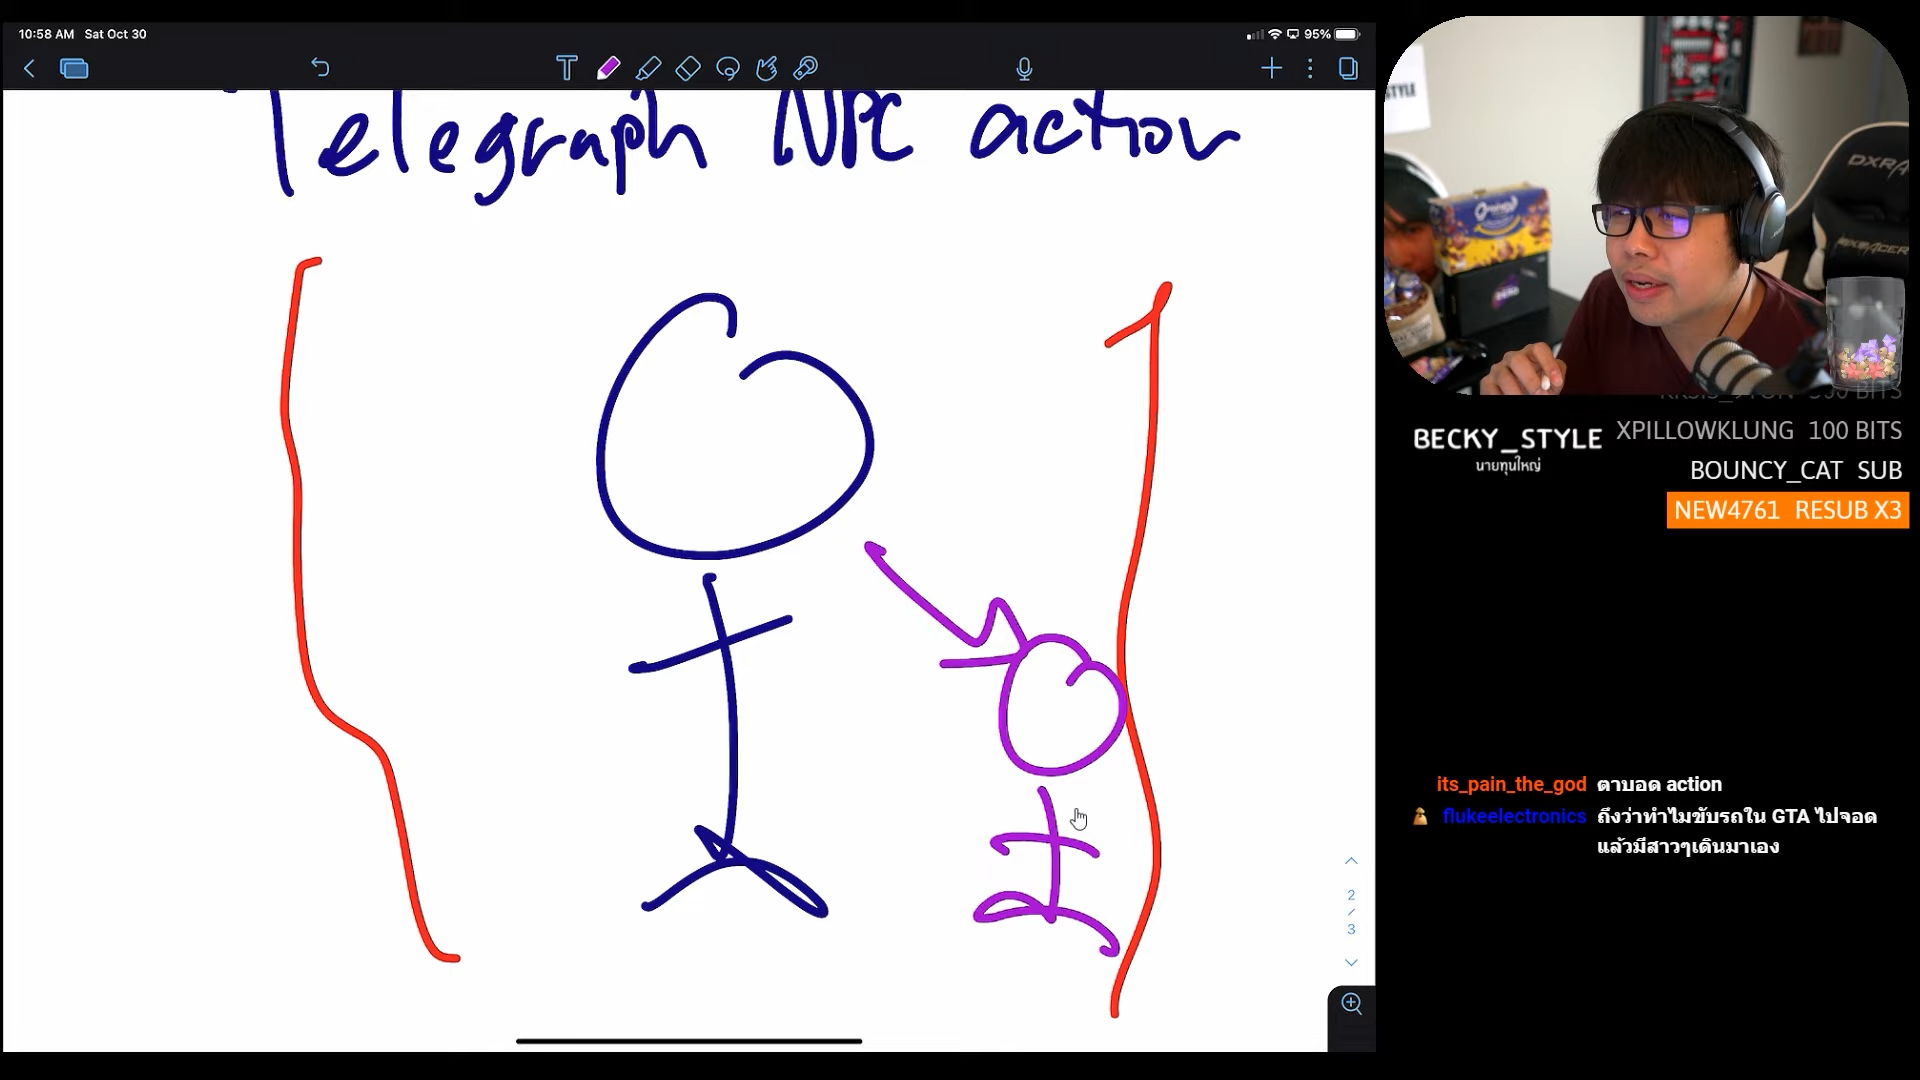 10:58 AM Sat Oct 30
95%
Telegraph NPC action
STYLE
DXRA
BECKY_STYLE
นายทุนใหญ่
XPILLOWKLUNG 100 BITS
BOUNCY_CAT SUB
NEW4761 RESUB X3
its_pain_the_god ตาบอด action
flukeelectronics ถึงว่าทำไมขับรถใน GTA ไปจอด
แล้วมีสาวๆเดินมาเอง
2
/
3